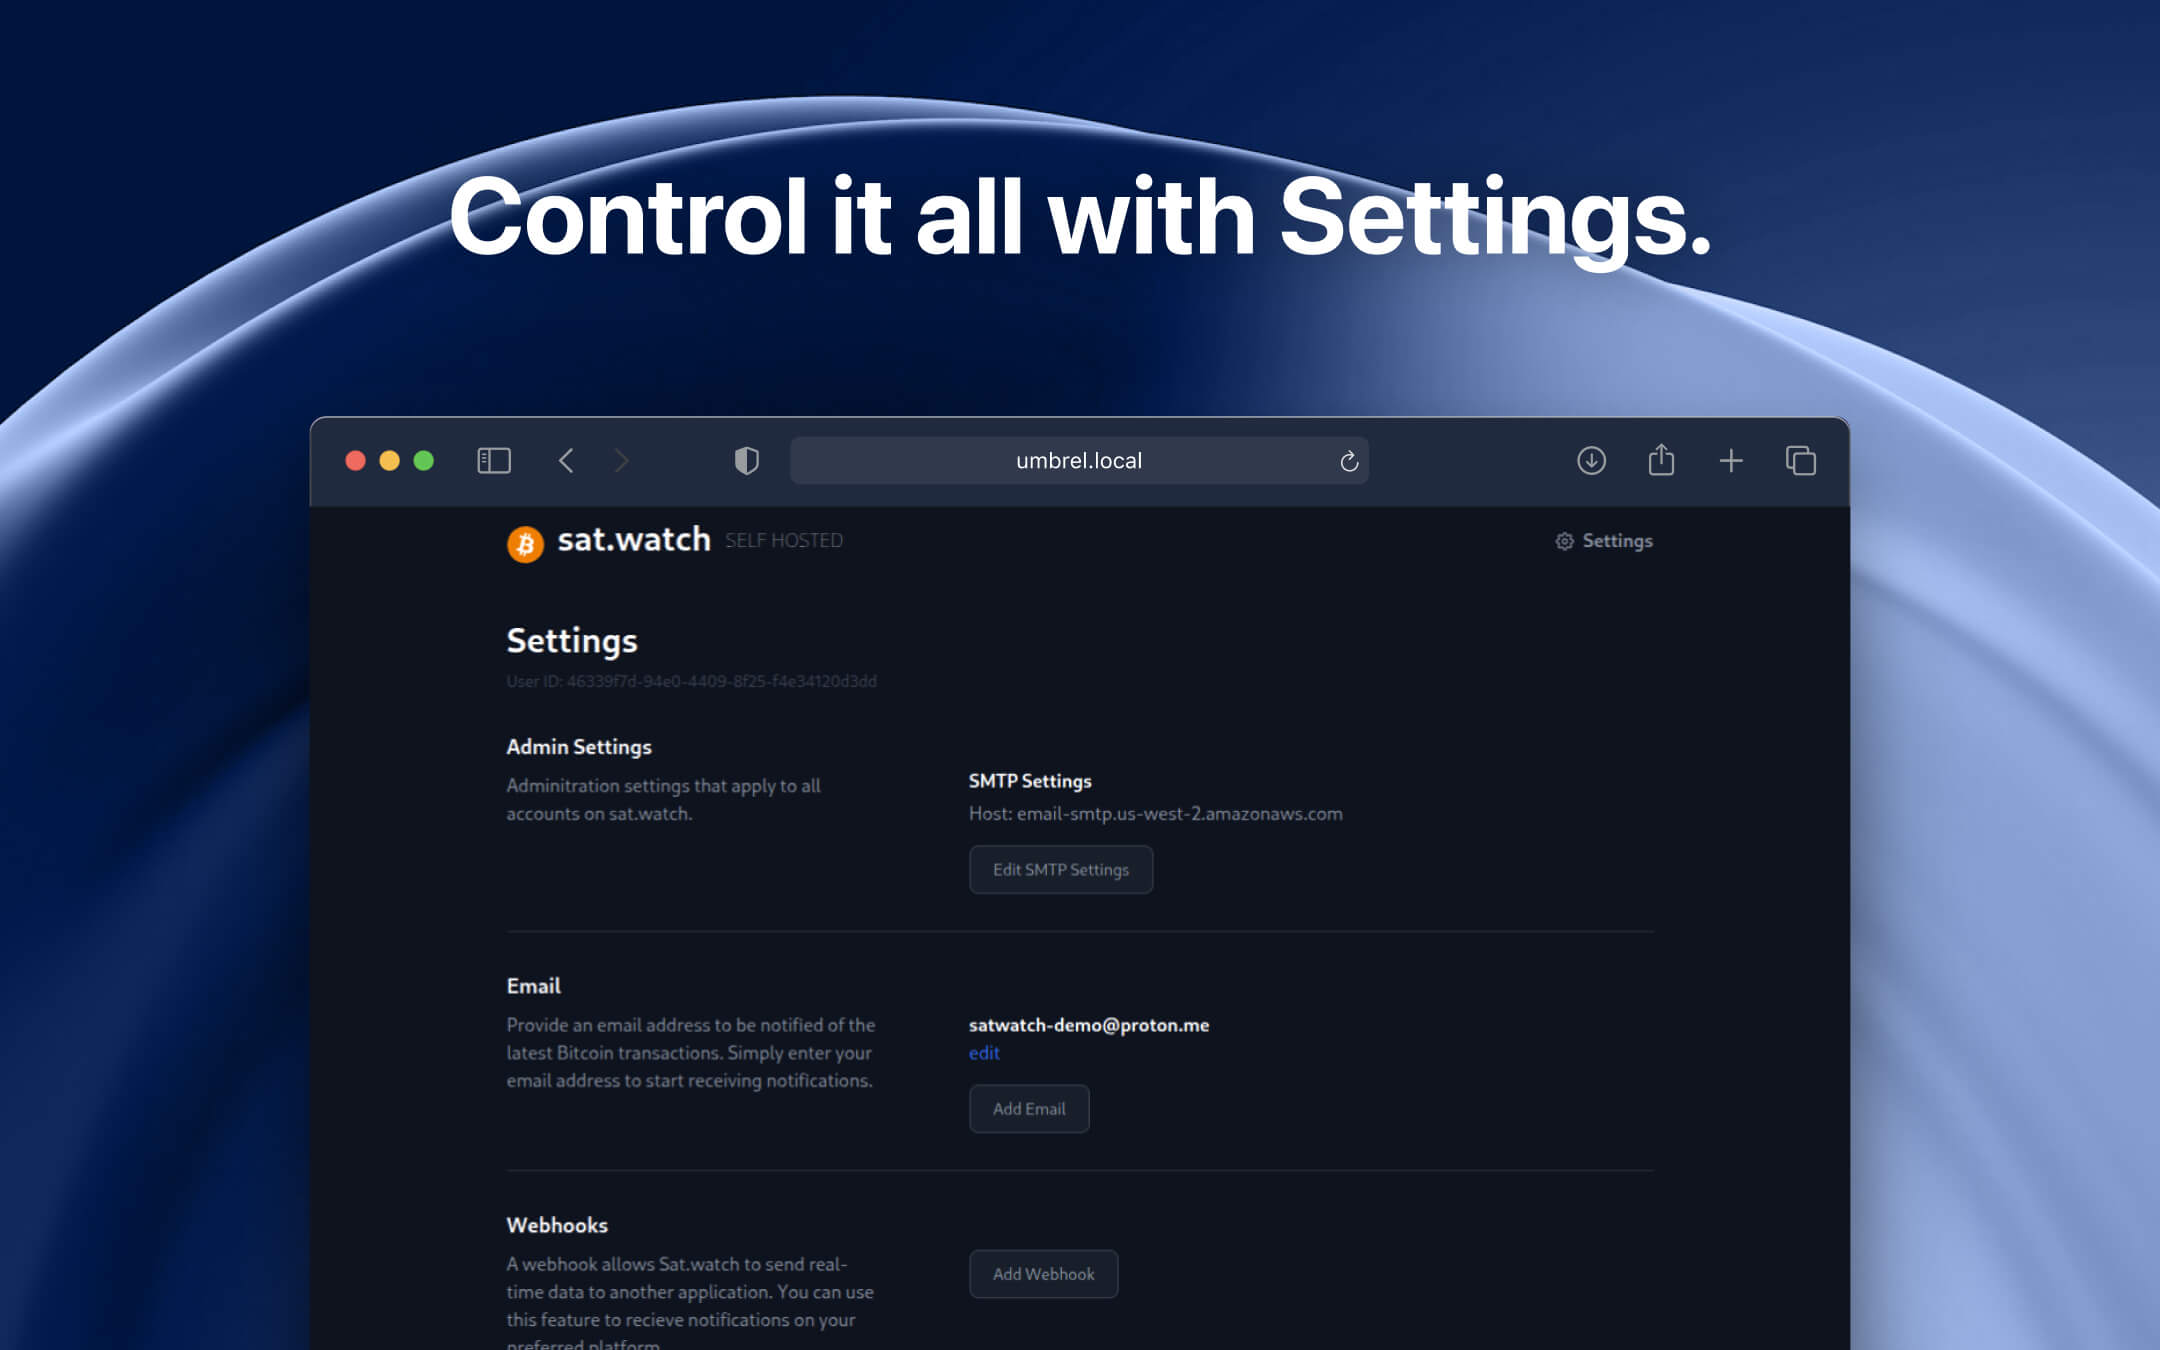 Control it all with Settings.
umbrel.local
sat.watch SELF HOSTED
Settings
Settings
User ID: 46339f7d-94e0-4409-8f25-f4e34120d3dd
Admin Settings
Adminitration settings that apply to all
accounts on sat.watch.
SMTP Settings
Host: email-smtp.us-west-2.amazonaws.com
Edit SMTP Settings
Email
Provide an email address to be notified of the
latest Bitcoin transactions. Simply enter your
email address to start receiving notifications.
satwatch-demo@proton.me
edit
Add Email
Webhooks
A webhook allows Sat.watch to send real-
time data to another application. You can use
this feature to recieve notifications on your
preferred platform.
Add Webhook